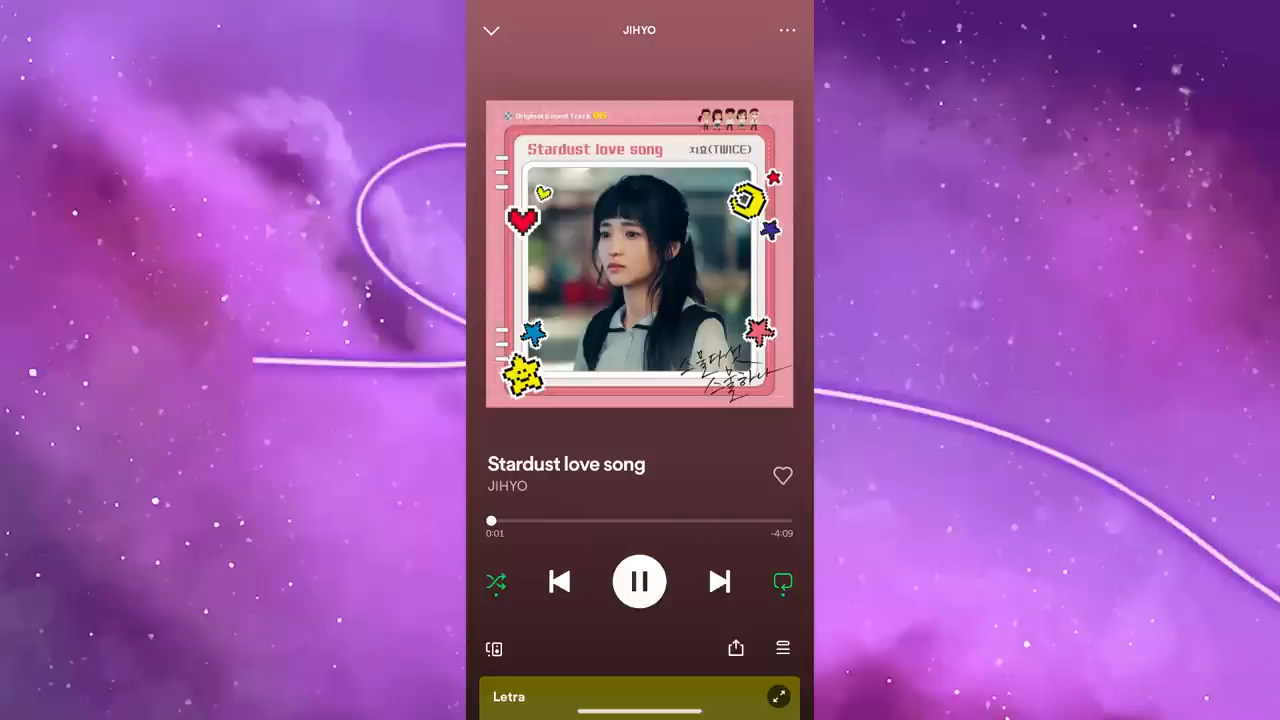 JIHYO
Original Sound Track 06
Stardust love song
지효(TWICE)
스물다섯
스물하나
Stardust love song
JIHYO
0:01
-4:09
Letra